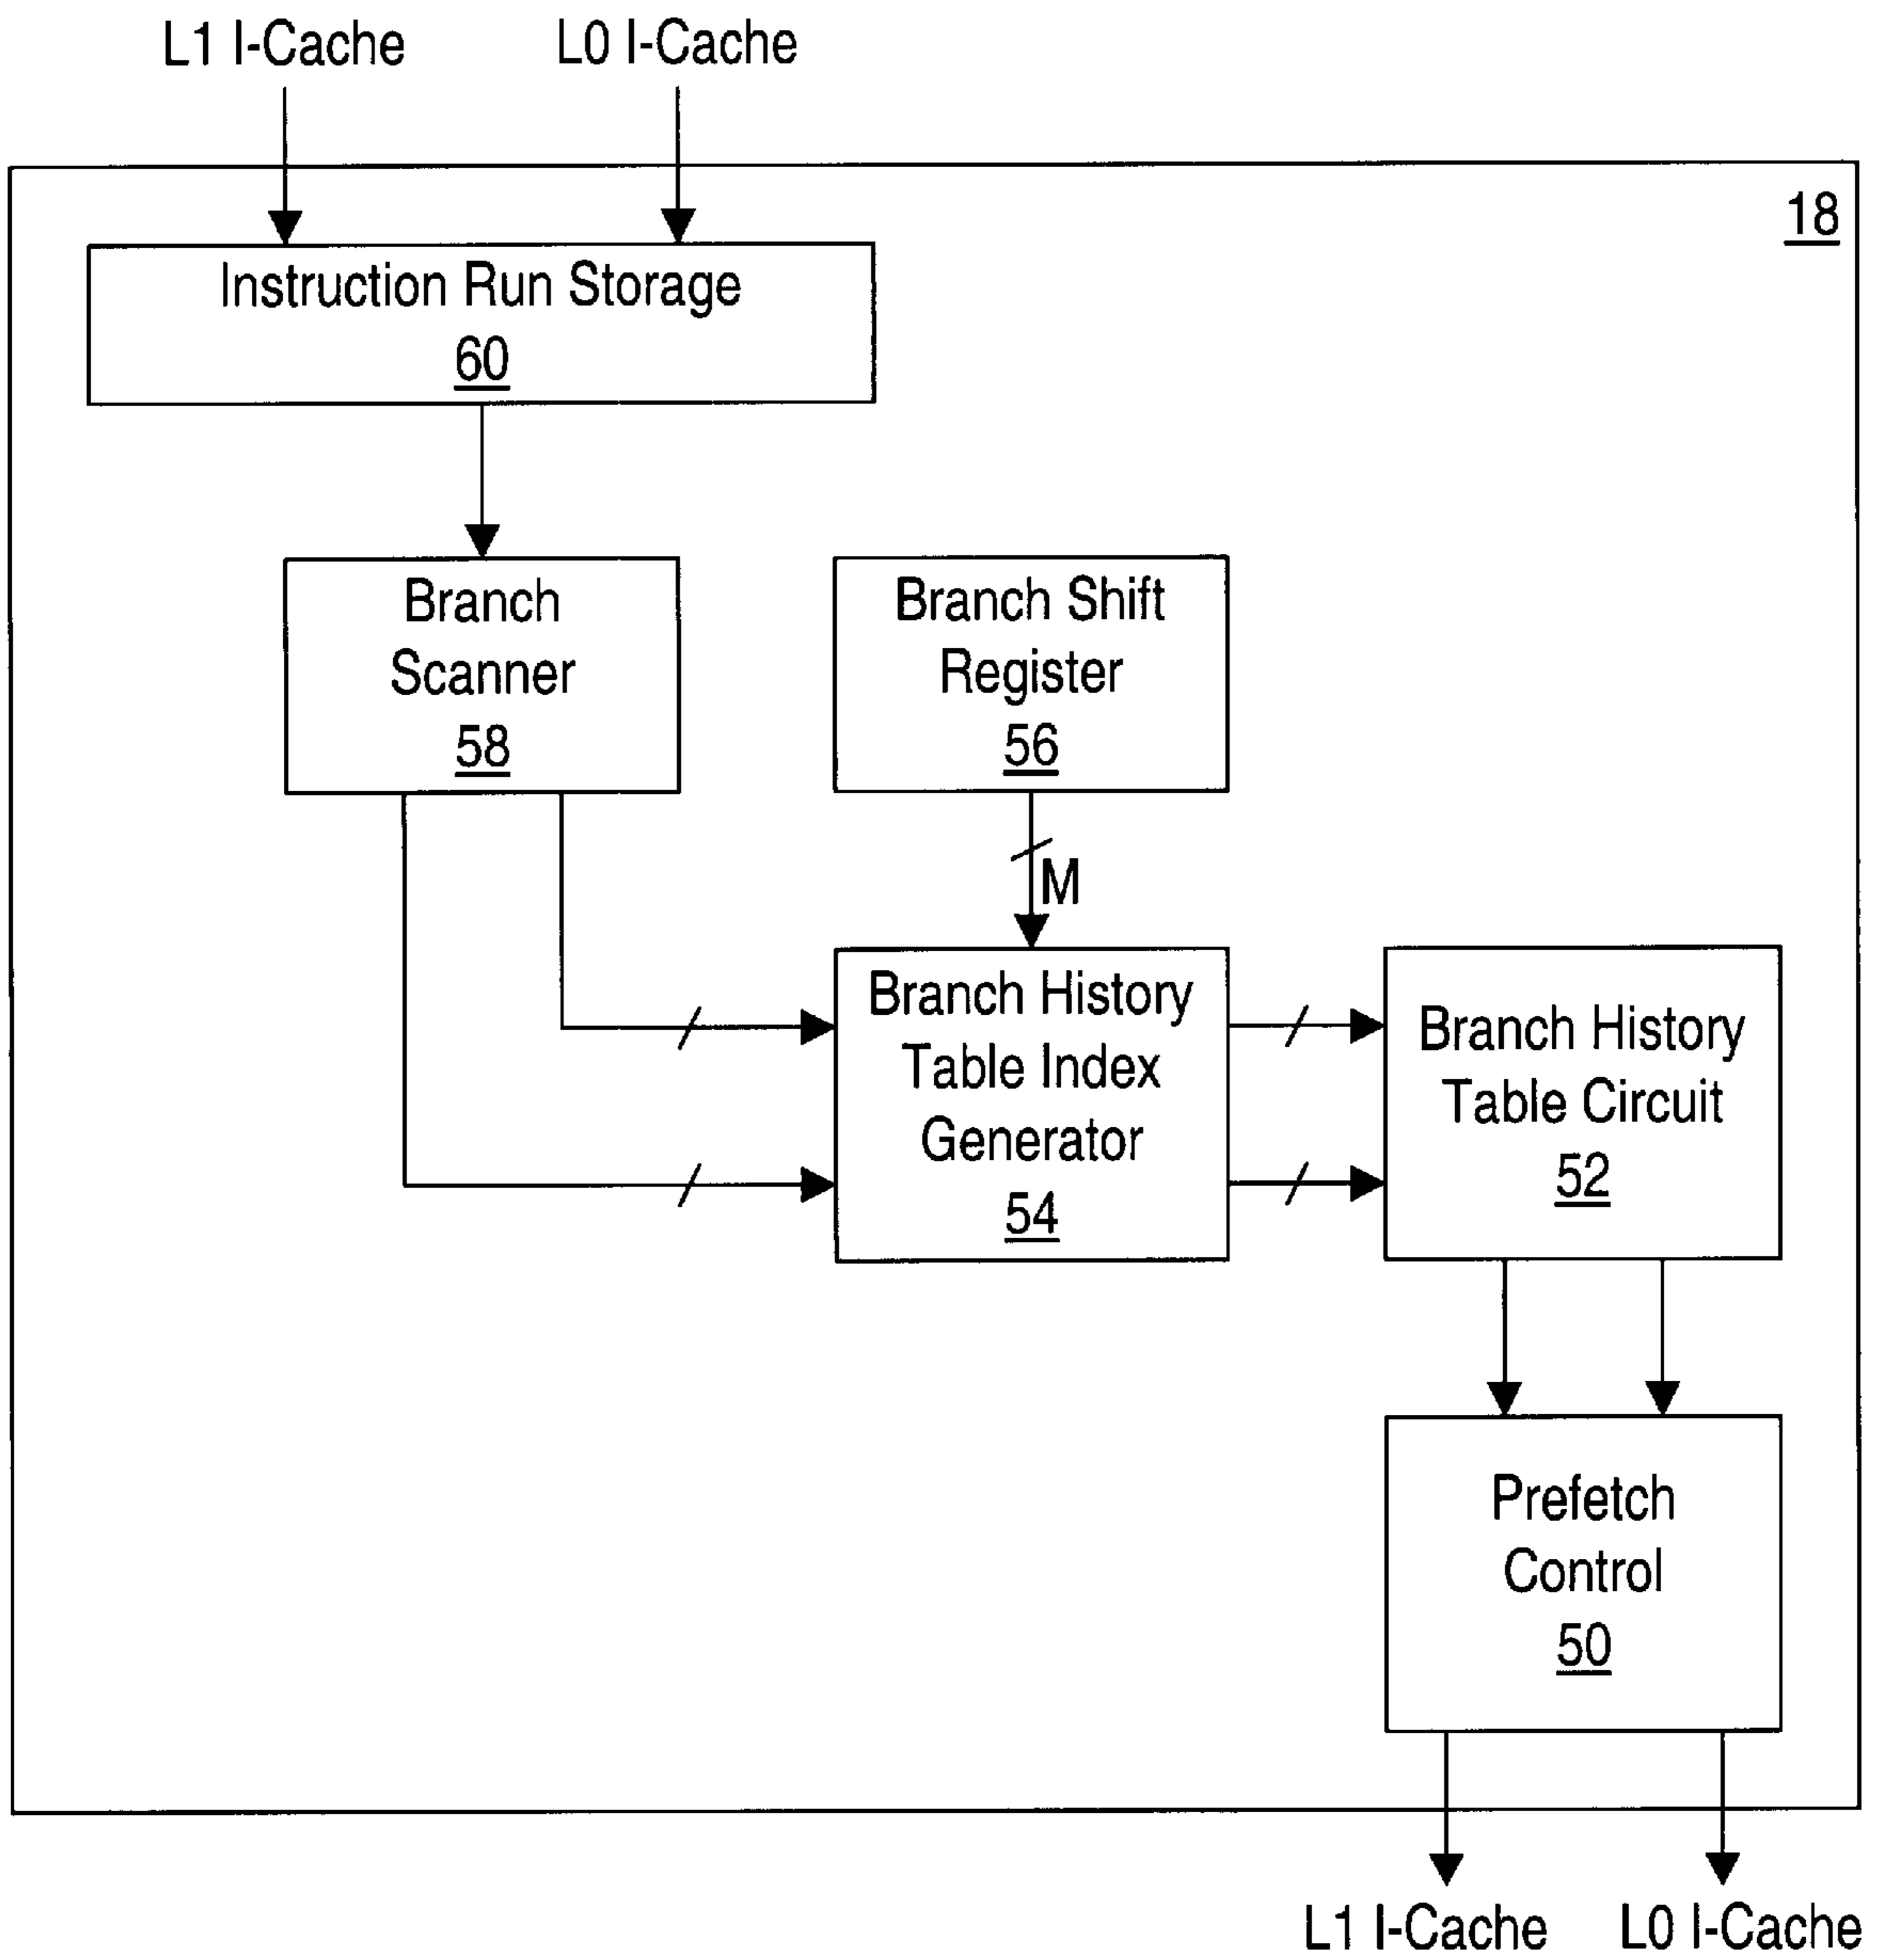 L1 I-Cache
L0 I-Cache
18
Instruction Run Storage
60
Branch
Scanner
58
Branch Shift
Register
56
M
Branch History
Table Index
Generator
54
Branch History
Table Circuit
52
Prefetch
Control
50
L1 I-Cache
L0 I-Cache